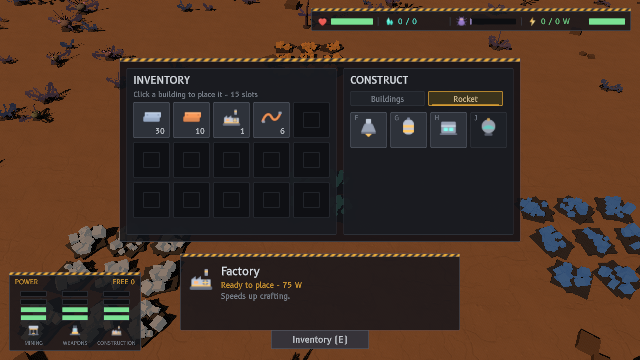 0 / 0
0 / 0 W
INVENTORY
Click a building to place it - 15 slots
30
10
1
6
CONSTRUCT
Buildings
Rocket
F
G
H
J
POWER
FREE 0
MINING
WEAPONS
CONSTRUCTION
Factory
Ready to place - 75 W
Speeds up crafting.
Inventory [E]